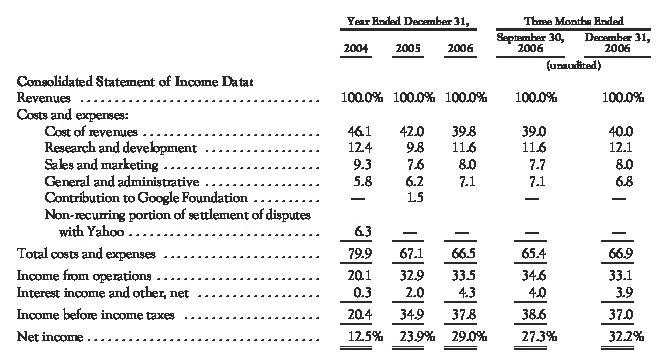 Year Ended December 31, Three Months Ended
2004 2005 2006 September 30, 2006 December 31, 2006
(unaudited)
Consolidated Statement of Income Data:
Revenues .................................. 100.0% 100.0% 100.0% 100.0% 100.0%
Costs and expenses:
Cost of revenues ......................... 46.1 42.0 39.8 39.0 40.0
Research and development ................. 12.4 9.8 11.6 11.6 12.1
Sales and marketing ...................... 9.3 7.6 8.0 7.7 8.0
General and administrative ............... 5.8 6.2 7.1 7.1 6.8
Contribution to Google Foundation ......... — 1.5 — —
Non-recurring portion of settlement of disputes
with Yahoo ............................ 6.3 — — — —
Total costs and expenses ..................... 79.9 67.1 66.5 65.4 66.9
Income from operations ...................... 20.1 32.9 33.5 34.6 33.1
Interest income and other, net ................ 0.3 2.0 4.3 4.0 3.9
Income before income taxes .................. 20.4 34.9 37.8 38.6 37.0
Net income ................................. 12.5% 23.9% 29.0% 27.3% 32.2%